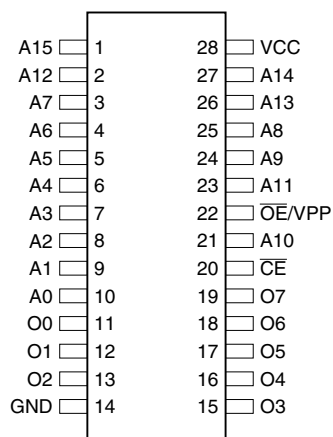 A15 1 28 VCC
A12 2 27 A14
A7 3 26 A13
A6 4 25 A8
A5 5 24 A9
A4 6 23 A11
A3 7 22 O̅E̅/VPP
A2 8 21 A10
A1 9 20 C̅E̅
A0 10 19 O7
O0 11 18 O6
O1 12 17 O5
O2 13 16 O4
GND 14 15 O3